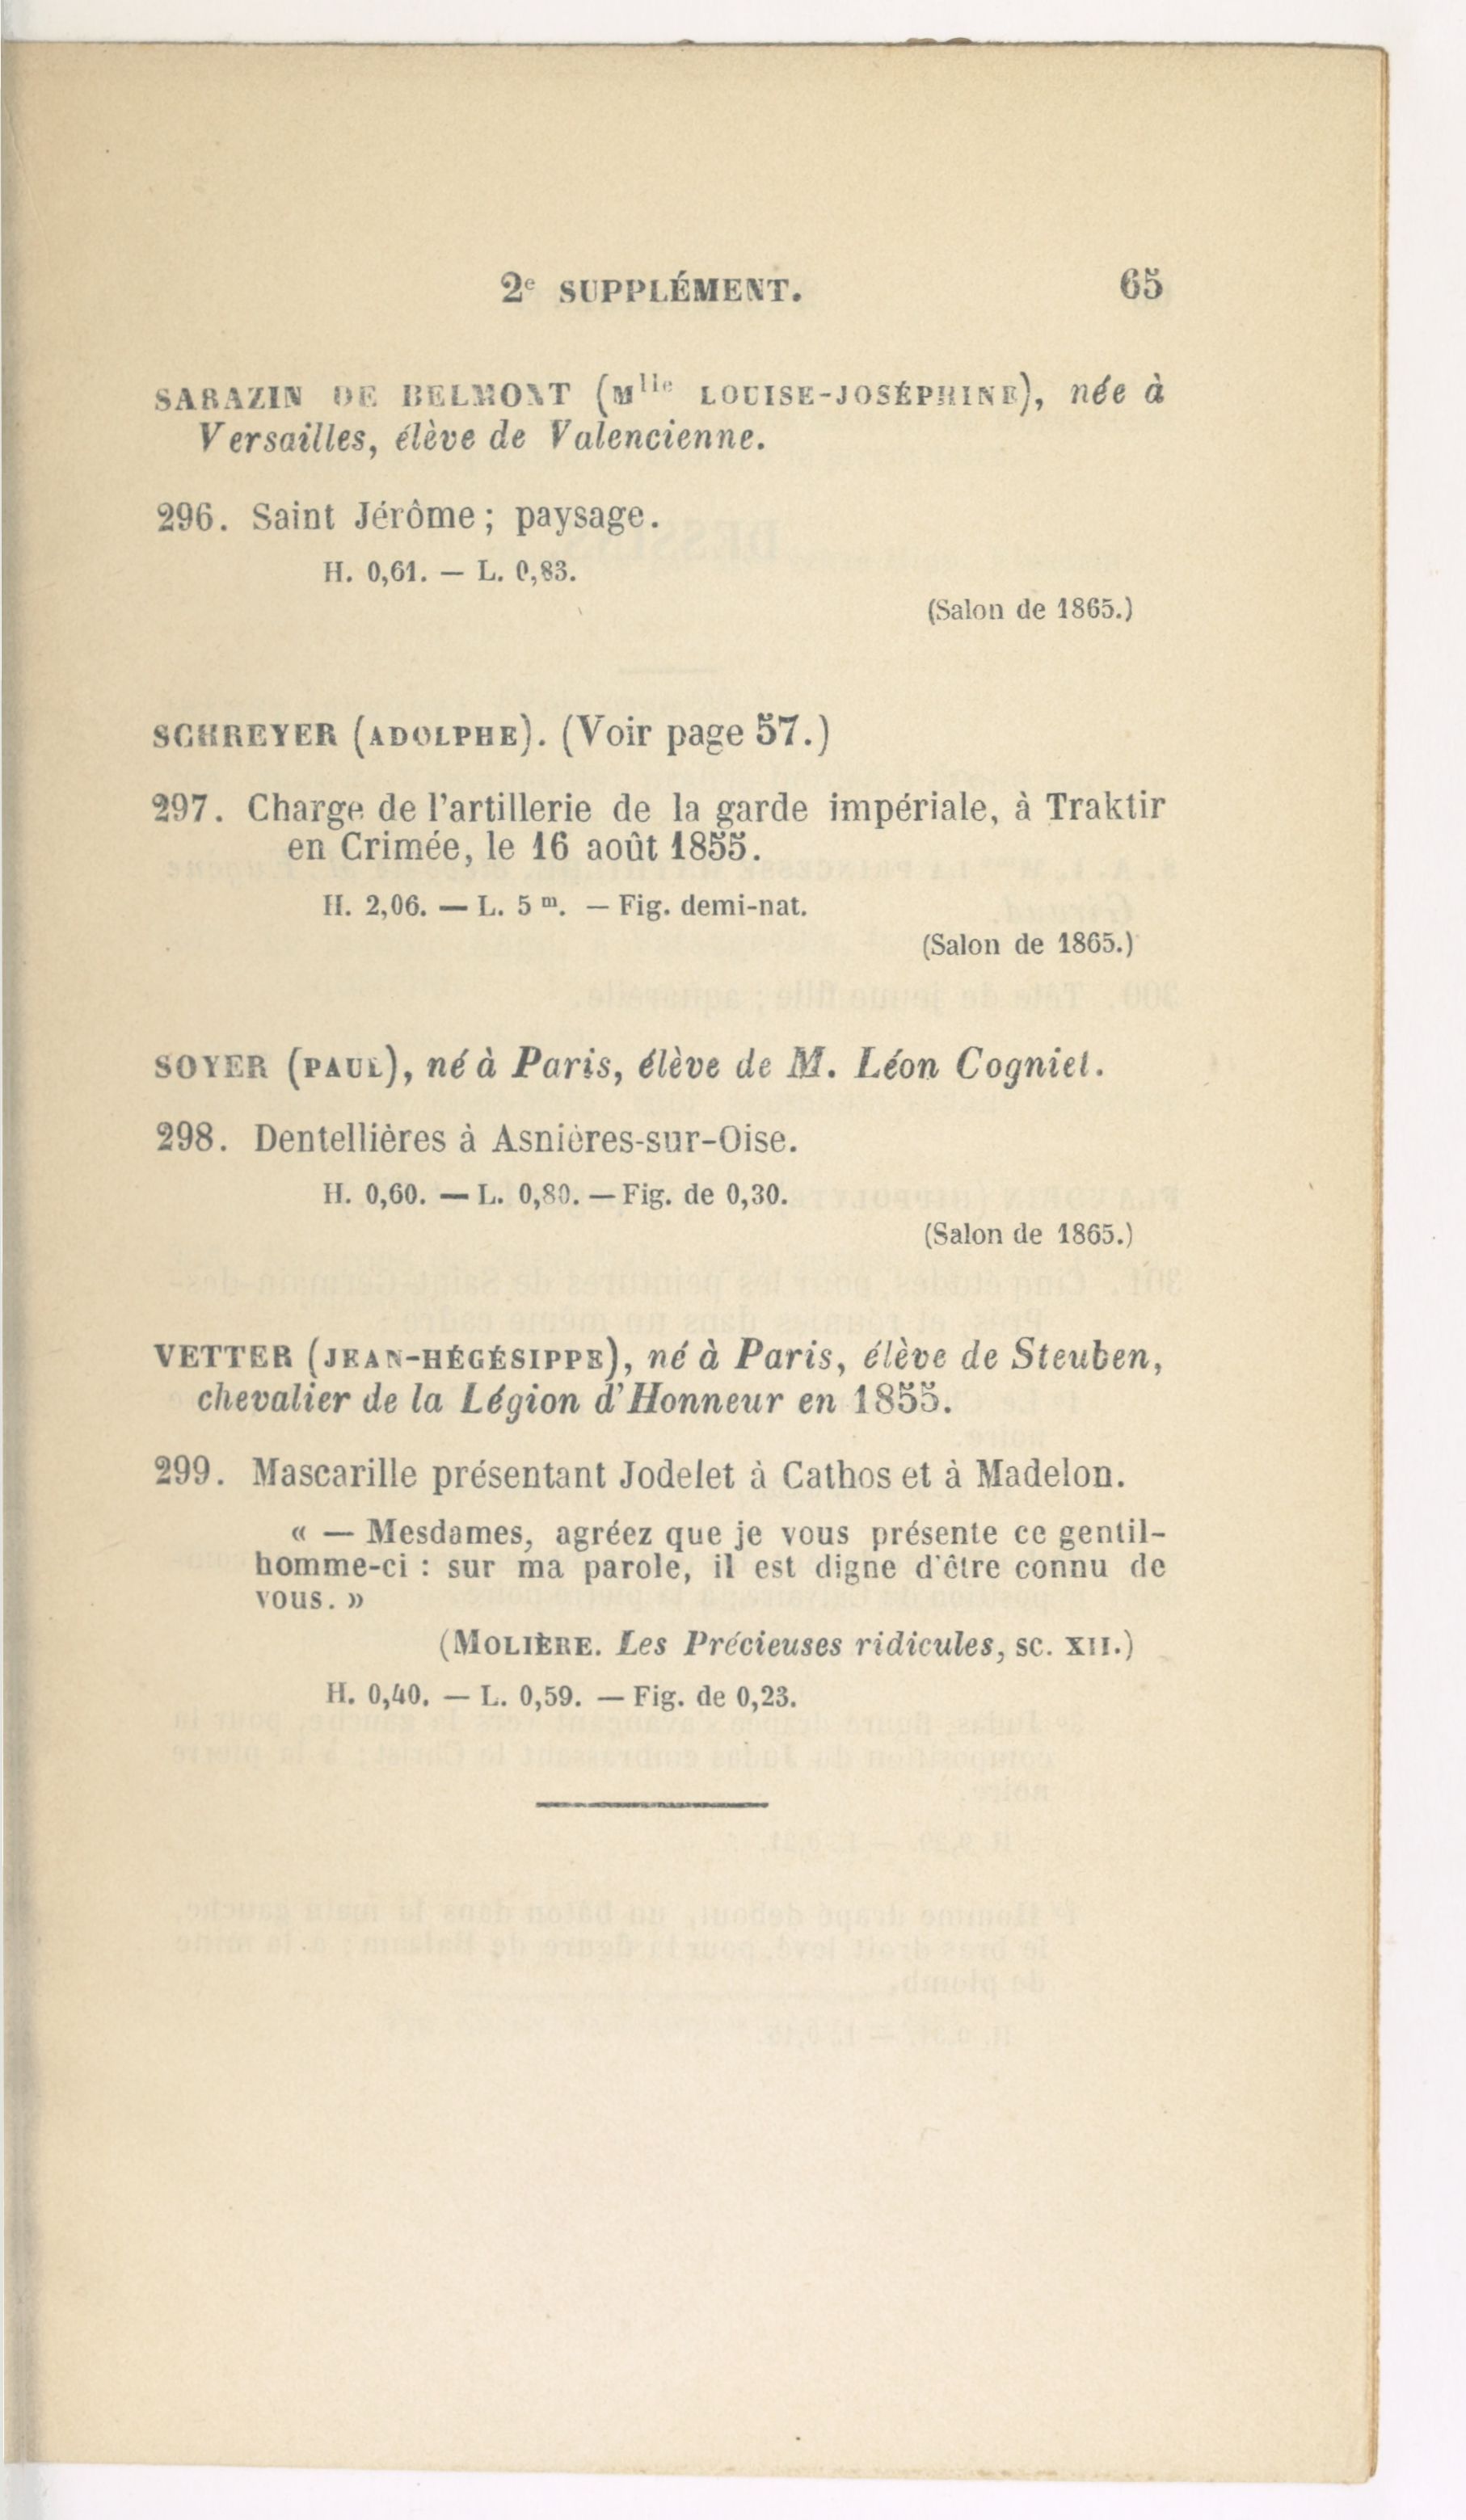 2e SUPPLÉMENT. 65
SARAZIN DE BELMONT (Mlle LOUISE-JOSÉPHINE), née à
Versailles, élève de Valencienne.
296. Saint Jérôme; paysage.
H. 0,61. — L. 0,83.
(Salon de 1865.)
SCHREYER (ADOLPHE). (Voir page 57.)
297. Charge de l'artillerie de la garde impériale, à Traktir
en Crimée, le 16 août 1855.
H. 2,06. — L. 5 m. — Fig. demi-nat.
(Salon de 1865.)
SOYER (PAUL), né à Paris, élève de M. Léon Cogniet.
298. Dentellières à Asnières-sur-Oise.
H. 0,60. — L. 0,80. — Fig. de 0,30.
(Salon de 1865.)
VETTER (JEAN-HÉGÉSIPPE), né à Paris, élève de Steuben,
chevalier de la Légion d'Honneur en 1855.
299. Mascarille présentant Jodelet à Cathos et à Madelon.
« — Mesdames, agréez que je vous présente ce gentil-
homme-ci : sur ma parole, il est digne d'être connu de
vous. »
(MOLIÈRE. Les Précieuses ridicules, sc. XII.)
H. 0,40. — L. 0,59. — Fig. de 0,23.